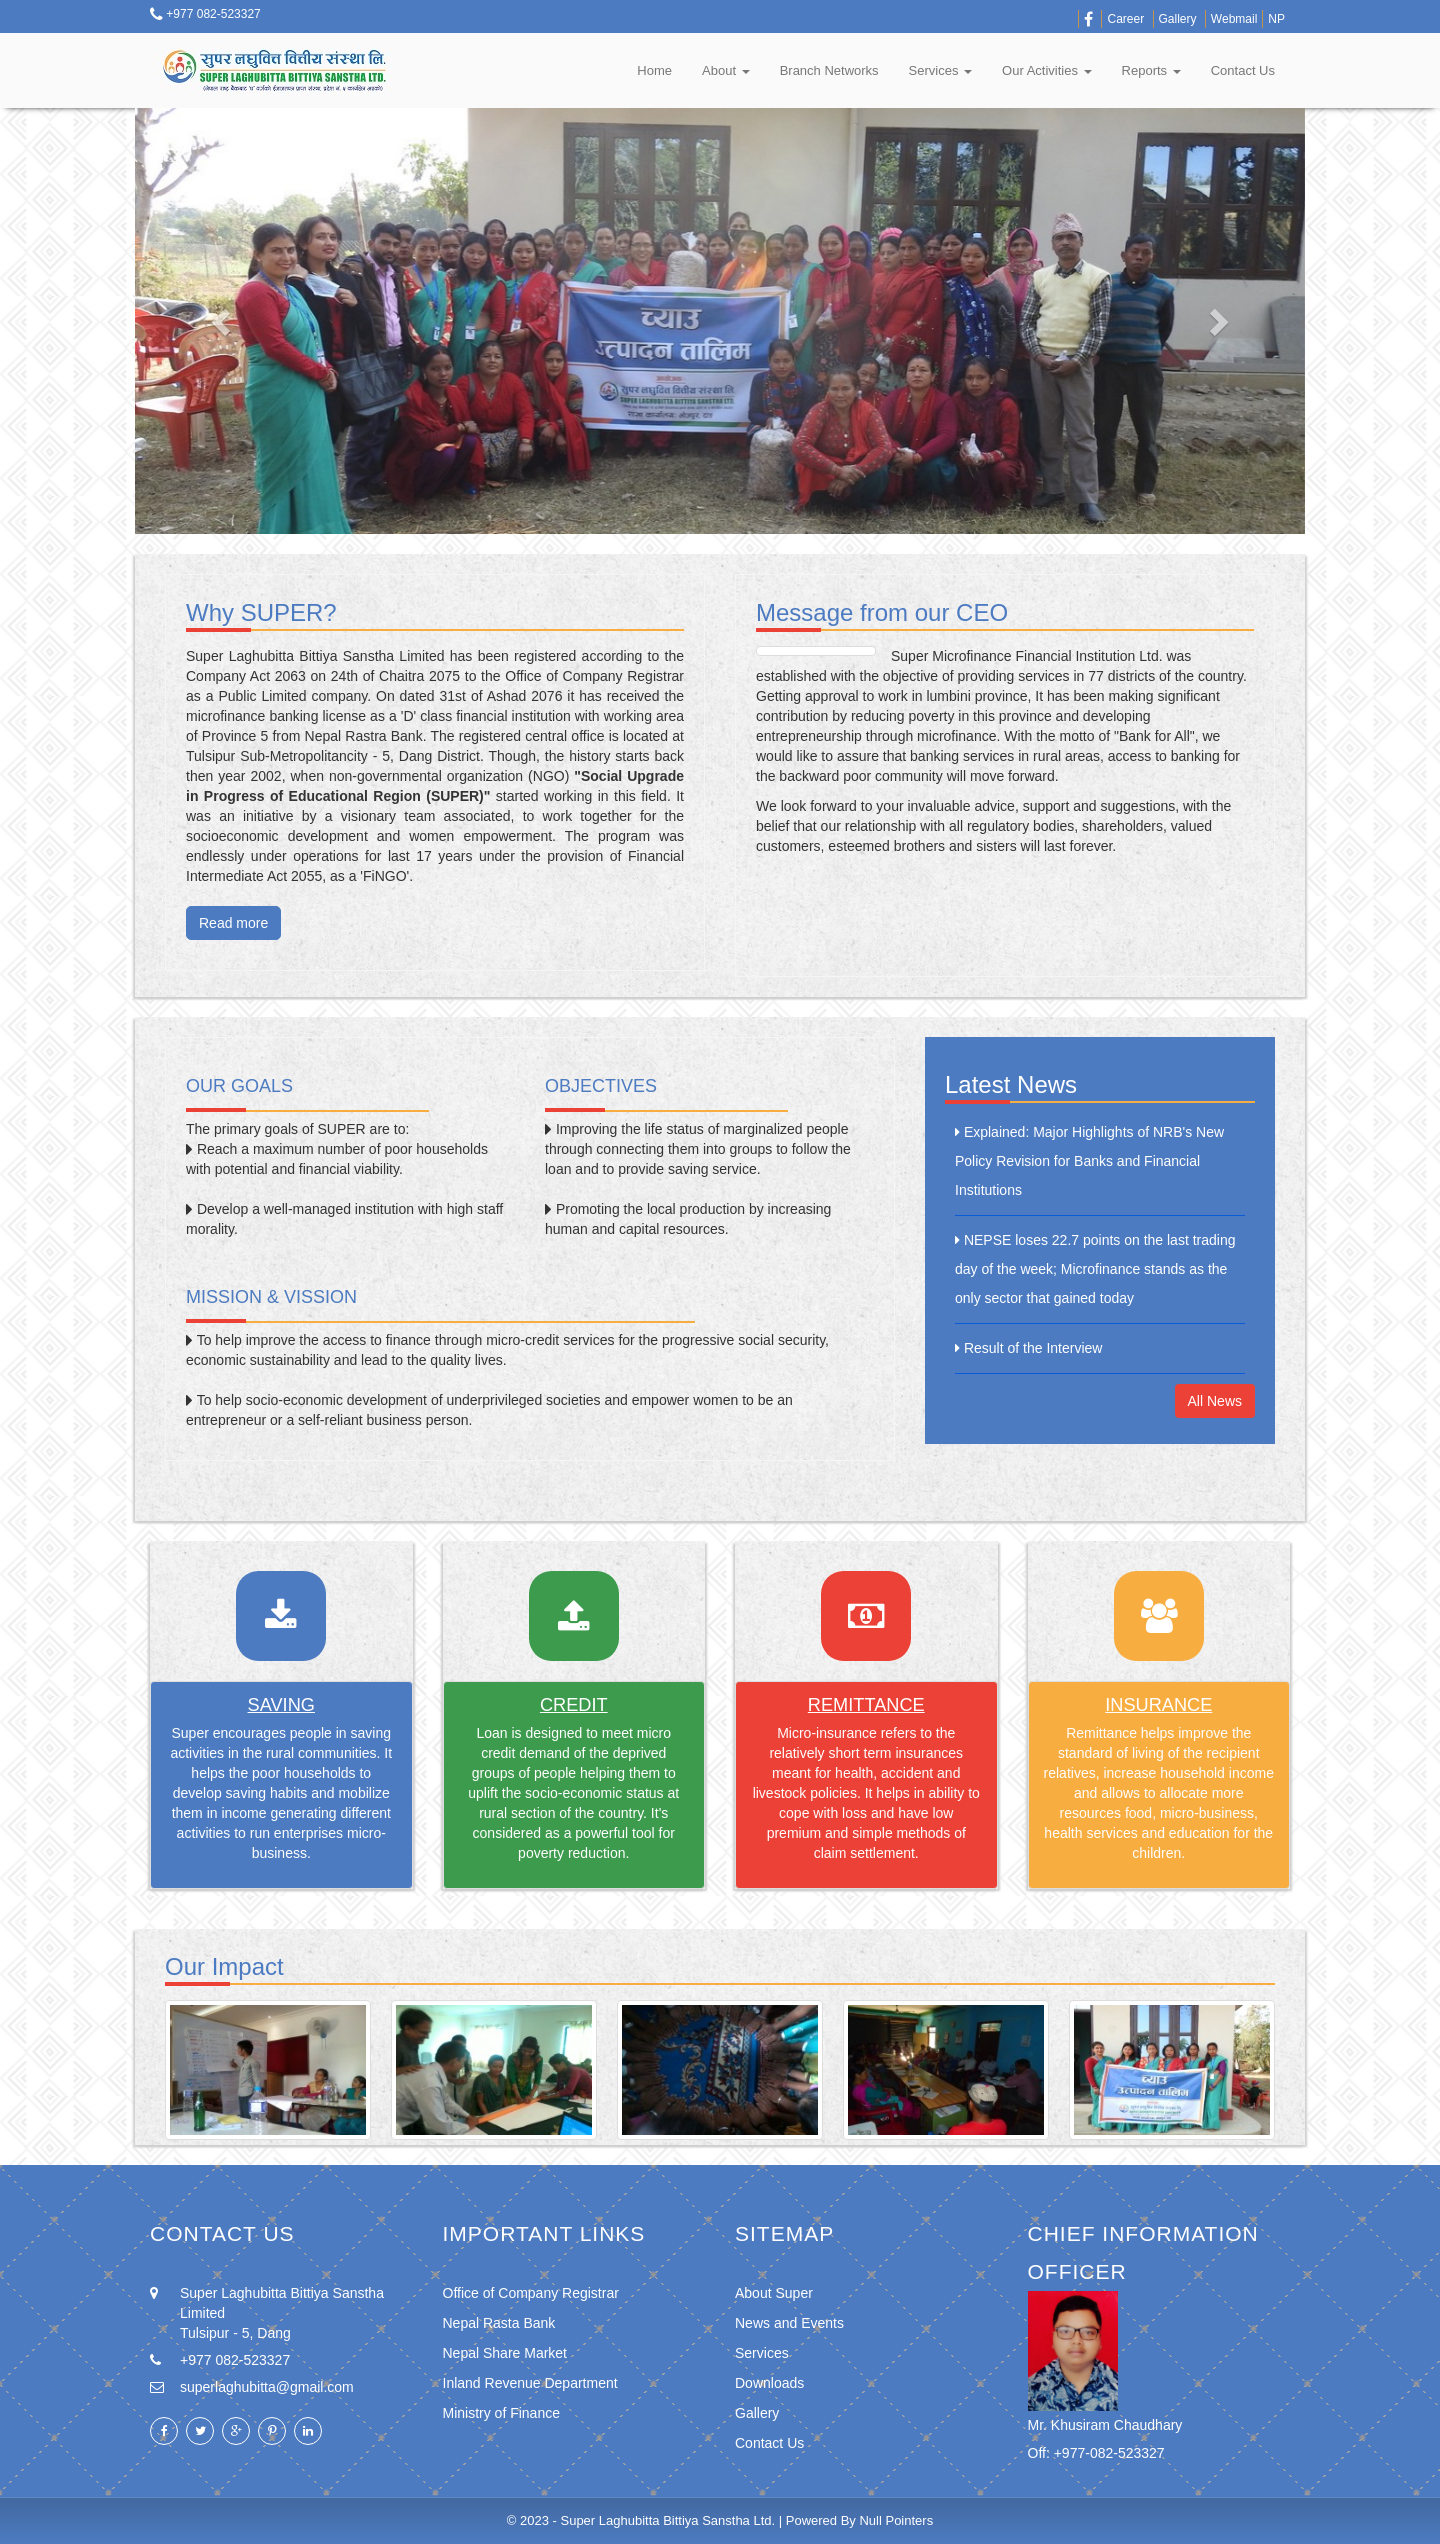 +977 082-523327
Career
Gallery
Webmail
NP
सुपर लघुवित्त वित्तीय संस्था लि.
SUPER LAGHUBITTA BITTIYA SANSTHA LTD.
Home
About
Branch Networks
Services
Our Activities
Reports
Contact Us
च्याउ
उत्पादन तालिम
सुपर लघुवित्त वित्तीय संस्था लि.
SUPER LAGHUBITTA BITTIYA SANSTHA LTD.
Why SUPER?
Super Laghubitta Bittiya Sanstha Limited has been registered according to the
Company Act 2063 on 24th of Chaitra 2075 to the Office of Company Registrar
as a Public Limited company. On dated 31st of Ashad 2076 it has received the
microfinance banking license as a 'D' class financial institution with working area
of Province 5 from Nepal Rastra Bank. The registered central office is located at
Tulsipur Sub-Metropolitancity - 5, Dang District. Though, the history starts back
then year 2002, when non-governmental organization (NGO) "Social Upgrade
in Progress of Educational Region (SUPER)" started working in this field. It
was an initiative by a visionary team associated, to work together for the
socioeconomic development and women empowerment. The program was
endlessly under operations for last 17 years under the provision of Financial
Intermediate Act 2055, as a 'FiNGO'.
Read more
Message from our CEO
Super Microfinance Financial Institution Ltd. was
established with the objective of providing services in 77 districts of the country.
Getting approval to work in lumbini province, It has been making significant
contribution by reducing poverty in this province and developing
entrepreneurship through microfinance. With the motto of "Bank for All", we
would like to assure that banking services in rural areas, access to banking for
the backward poor community will move forward.
We look forward to your invaluable advice, support and suggestions, with the
belief that our relationship with all regulatory bodies, shareholders, valued
customers, esteemed brothers and sisters will last forever.
OUR GOALS
The primary goals of SUPER are to:
Reach a maximum number of poor households
with potential and financial viability.
Develop a well-managed institution with high staff
morality.
OBJECTIVES
Improving the life status of marginalized people
through connecting them into groups to follow the
loan and to provide saving service.
Promoting the local production by increasing
human and capital resources.
MISSION & VISSION
To help improve the access to finance through micro-credit services for the progressive social security,
economic sustainability and lead to the quality lives.
To help socio-economic development of underprivileged societies and empower women to be an
entrepreneur or a self-reliant business person.
Latest News
Explained: Major Highlights of NRB's New
Policy Revision for Banks and Financial
Institutions
NEPSE loses 22.7 points on the last trading
day of the week; Microfinance stands as the
only sector that gained today
Result of the Interview
All News
SAVING
Super encourages people in saving
activities in the rural communities. It
helps the poor households to
develop saving habits and mobilize
them in income generating different
activities to run enterprises micro-
business.
CREDIT
Loan is designed to meet micro
credit demand of the deprived
groups of people helping them to
uplift the socio-economic status at
rural section of the country. It's
considered as a powerful tool for
poverty reduction.
REMITTANCE
Micro-insurance refers to the
relatively short term insurances
meant for health, accident and
livestock policies. It helps in ability to
cope with loss and have low
premium and simple methods of
claim settlement.
INSURANCE
Remittance helps improve the
standard of living of the recipient
relatives, increase household income
and allows to allocate more
resources food, micro-business,
health services and education for the
children.
Our Impact
च्याउ
उत्पादन तालिम
CONTACT US
Super Laghubitta Bittiya Sanstha
Limited
Tulsipur - 5, Dang
+977 082-523327
superlaghubitta@gmail.com
IMPORTANT LINKS
Office of Company Registrar
Nepal Rasta Bank
Nepal Share Market
Inland Revenue Department
Ministry of Finance
SITEMAP
About Super
News and Events
Services
Downloads
Gallery
Contact Us
CHIEF INFORMATION
OFFICER
Mr. Khusiram Chaudhary
Off: +977-082-523327
© 2023 - Super Laghubitta Bittiya Sanstha Ltd. | Powered By Null Pointers